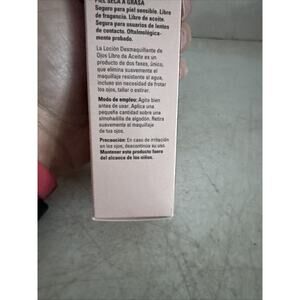 PIEL SECA A GRASA
Seguro para piel sensible. Libre
de fragancia. Libre de aceite.
Seguro para usuarios de lentes
de contacto. Oftalmológica-
mente probado.
La Loción Desmaquillante de
Ojos Libre de Aceite es un
producto de dos fases, único,
que elimina suavemente el
maquillaje resistente al agua,
incluso sin necesidad de frotar
los ojos, tallar o estirar.
Modo de empleo: Agite bien
antes de usar. Aplica una
pequeña cantidad sobre una
almohadilla de algodón. Retira
suavemente el maquillaje
de tus ojos.
Precaución: En caso de irritación
en los ojos, descontinúa su uso.
Mantener este producto fuera
del alcance de los niños.